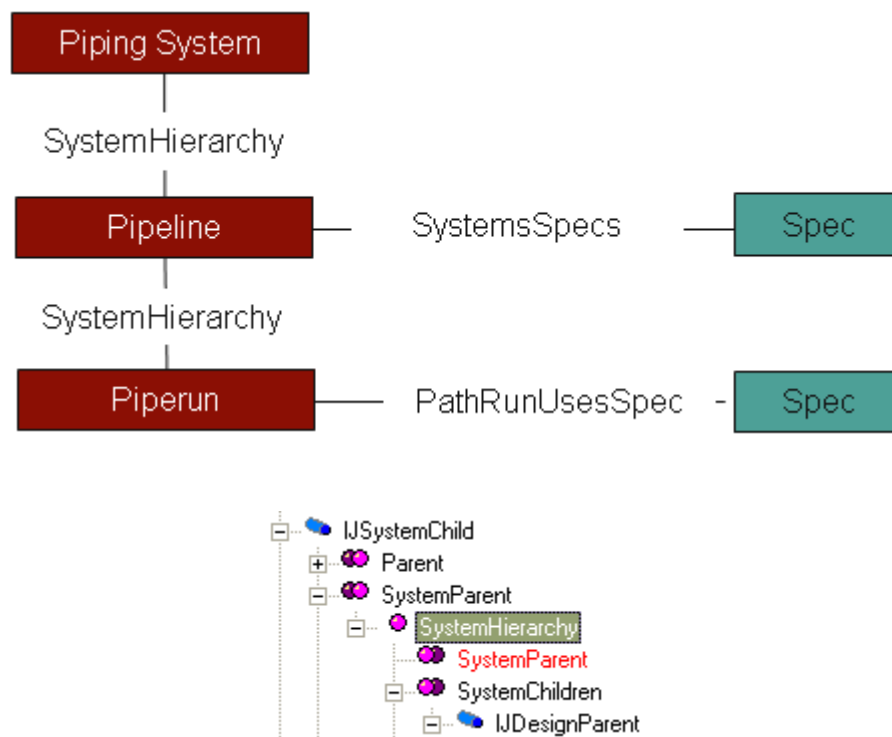 Piping System
SystemHierarchy
Pipeline
SystemsSpecs
Spec
SystemHierarchy
Piperun
PathRunUsesSpec
Spec
IJSystemChild
Parent
SystemParent
SystemHierarchy
SystemParent
SystemChildren
IJDesignParent